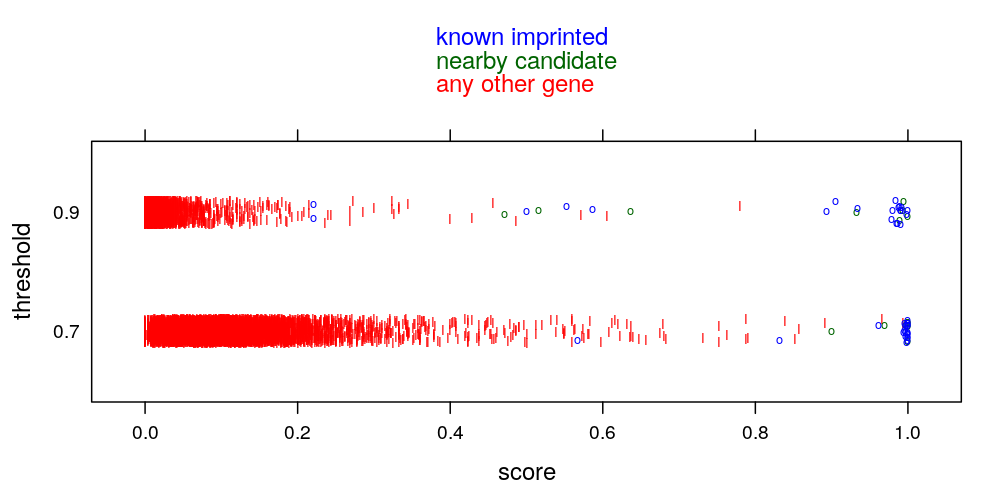 known imprinted
nearby candidate
any other gene
0.9
threshold
0.7
0.0 0.2 0.4 0.6 0.8 1.0
score